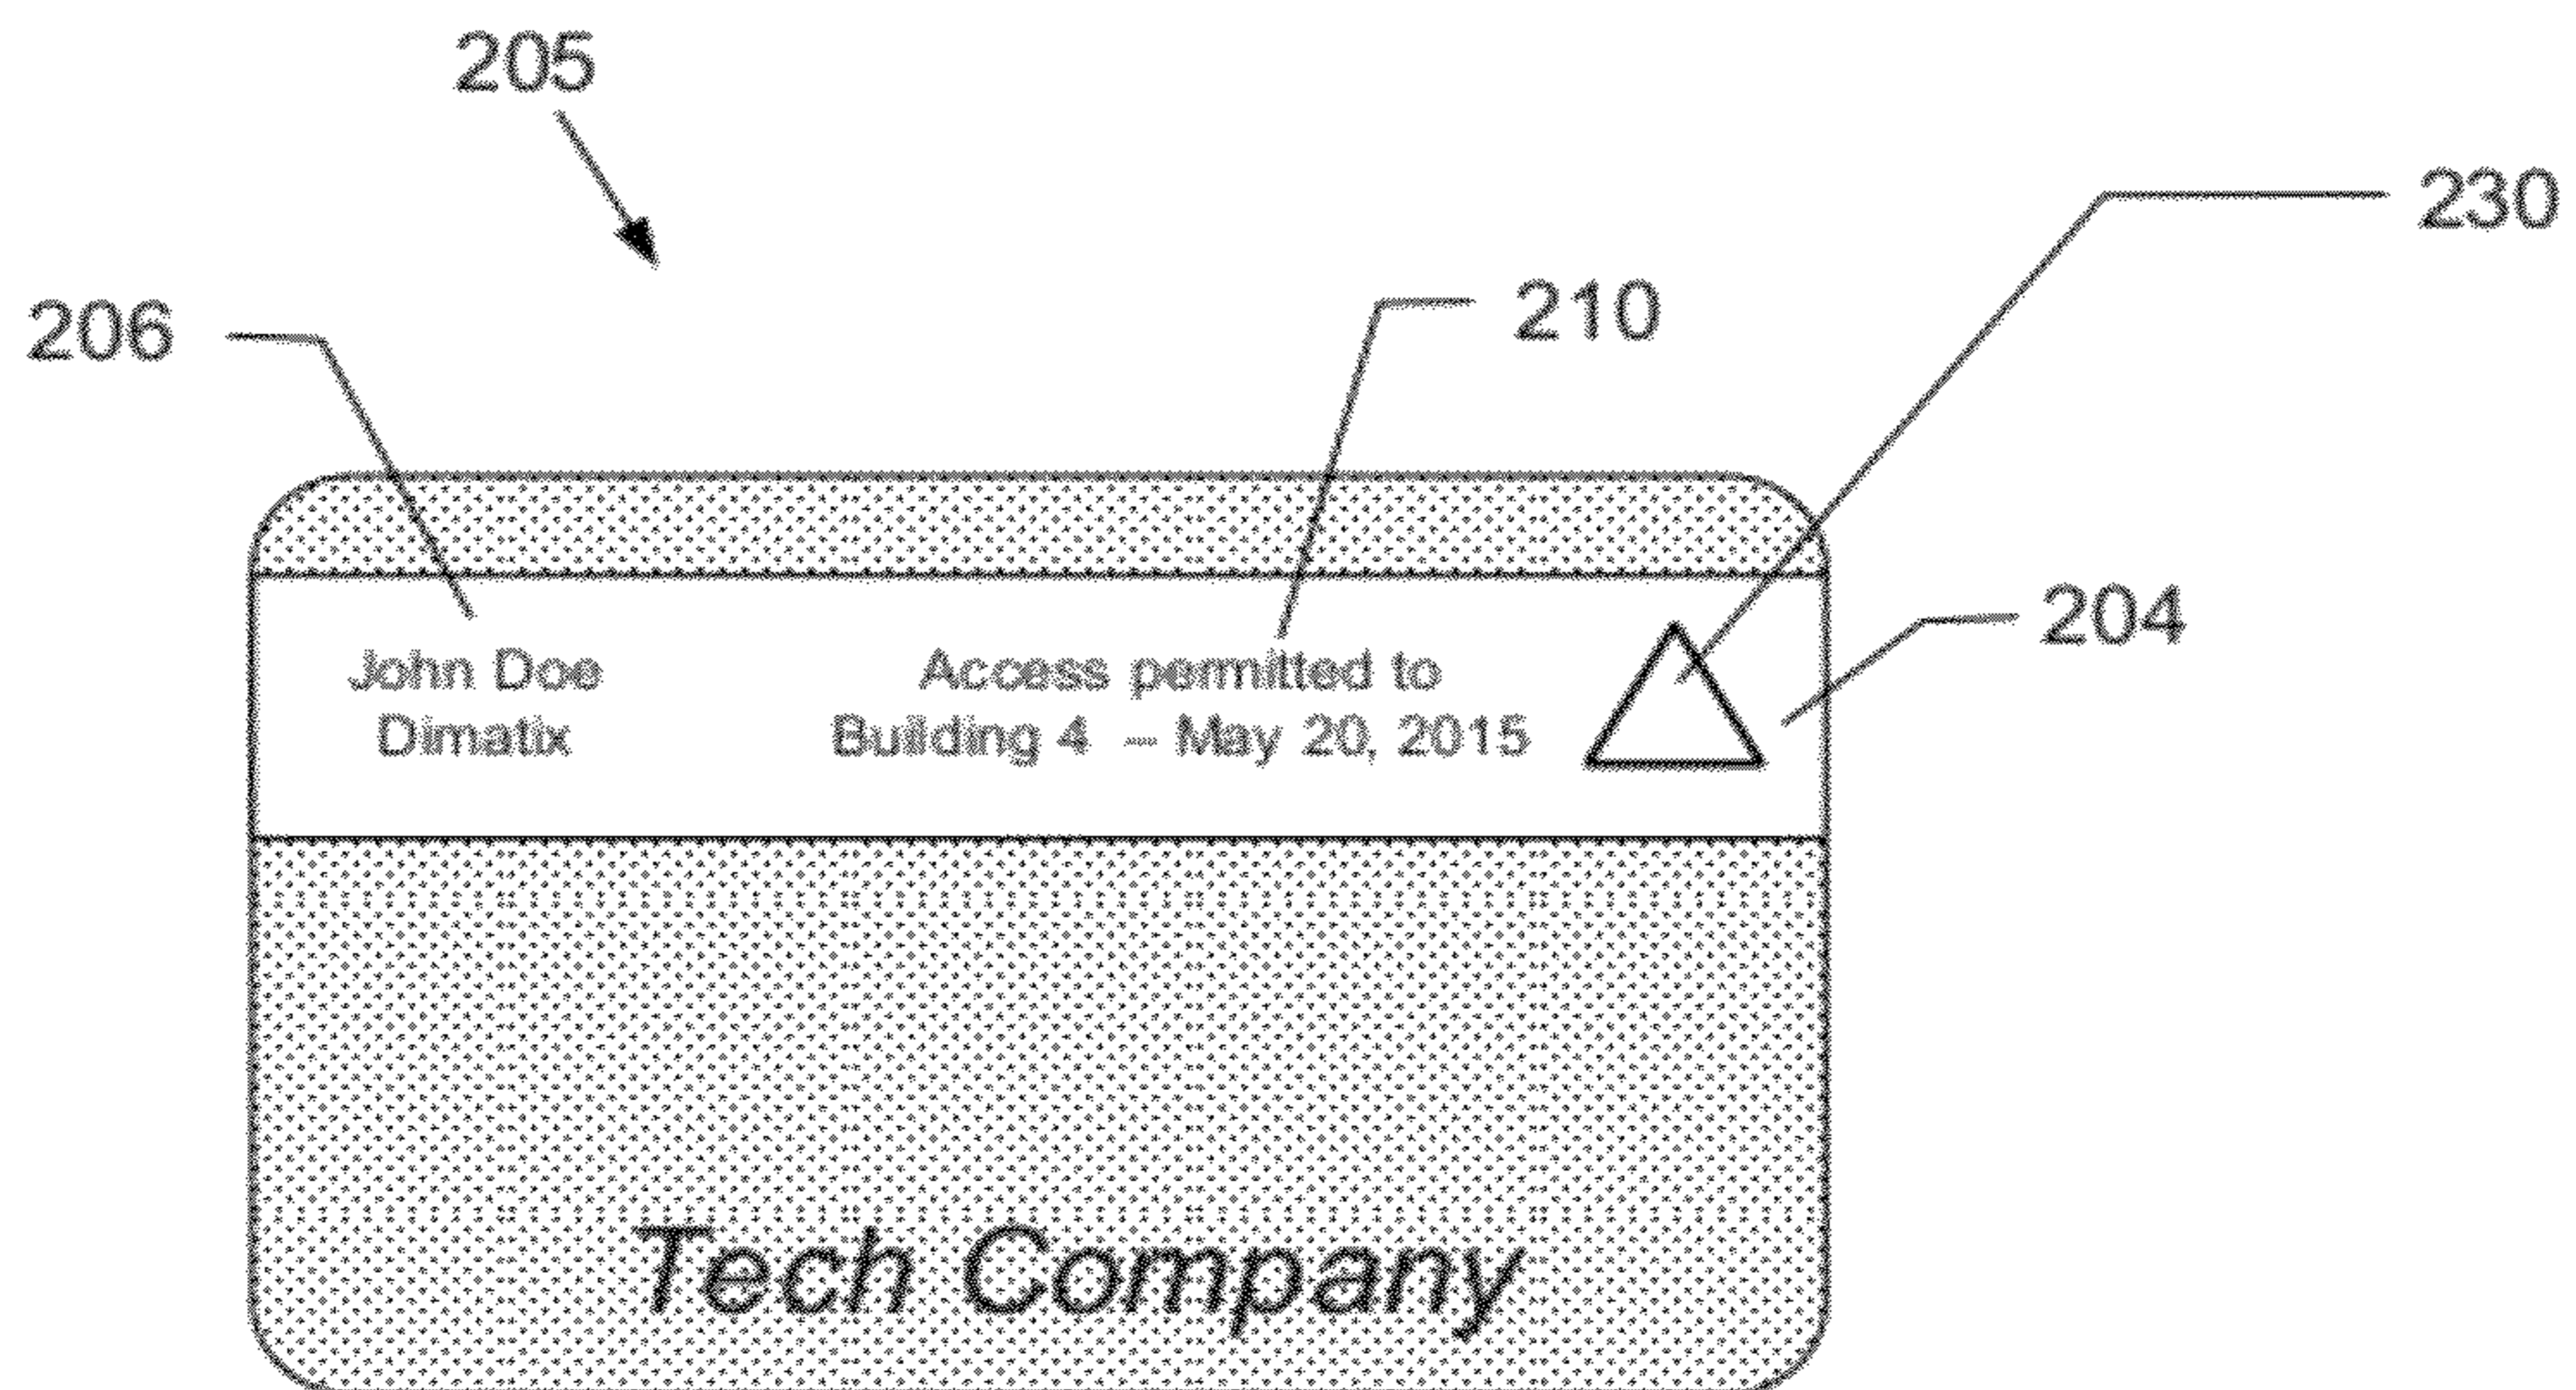 205
230
210
206
204
John Doe
Dimatix
Access permitted to
Building 4 – May 20, 2015
Tech Company